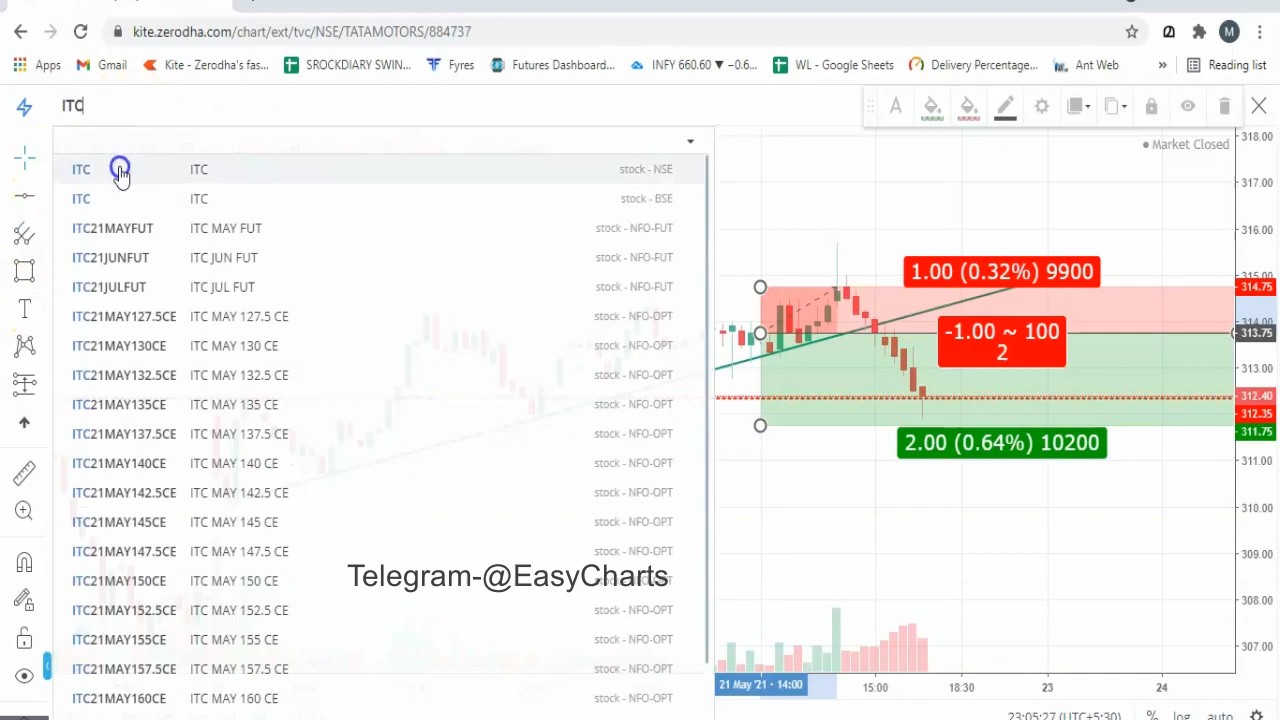 kite.zerodha.com/chart/ext/tvc/NSE/TATAMOTORS/884737
M
Apps Gmail Kite - Zerodha's fas... SROCKDIARY SWIN... Fyres Futures Dashboard... INFY 660.60 ▼ −0.6... WL - Google Sheets Delivery Percentage... Ant Web » Reading list
ITC
318.00
Market Closed
ITC ITC stock - NSE
317.00
ITC ITC stock - BSE
ITC21MAYFUT ITC MAY FUT stock - NFO-FUT
316.00
ITC21JUNFUT ITC JUN FUT stock - NFO-FUT
1.00 (0.32%) 9900
315.00
ITC21JULFUT ITC JUL FUT stock - NFO-FUT
314.75
ITC21MAY127.5CE ITC MAY 127.5 CE stock - NFO-OPT
314.00
-1.00 ~ 100
2
313.75
ITC21MAY130CE ITC MAY 130 CE stock - NFO-OPT
313.00
ITC21MAY132.5CE ITC MAY 132.5 CE stock - NFO-OPT
312.40
ITC21MAY135CE ITC MAY 135 CE stock - NFO-OPT
312.35
ITC21MAY137.5CE ITC MAY 137.5 CE stock - NFO-OPT
311.75
2.00 (0.64%) 10200
ITC21MAY140CE ITC MAY 140 CE stock - NFO-OPT
311.00
ITC21MAY142.5CE ITC MAY 142.5 CE stock - NFO-OPT
310.00
ITC21MAY145CE ITC MAY 145 CE stock - NFO-OPT
ITC21MAY147.5CE ITC MAY 147.5 CE stock - NFO-OPT
309.00
Telegram-@EasyCharts
ITC21MAY150CE ITC MAY 150 CE stock - NFO-OPT
308.00
ITC21MAY152.5CE ITC MAY 152.5 CE stock - NFO-OPT
ITC21MAY155CE ITC MAY 155 CE stock - NFO-OPT
307.00
ITC21MAY157.5CE ITC MAY 157.5 CE stock - NFO-OPT
21 May '21 - 14:00 15:00 18:30 23 24
ITC21MAY160CE ITC MAY 160 CE stock - NFO-OPT
23:05:27 (UTC+5:30) % log auto